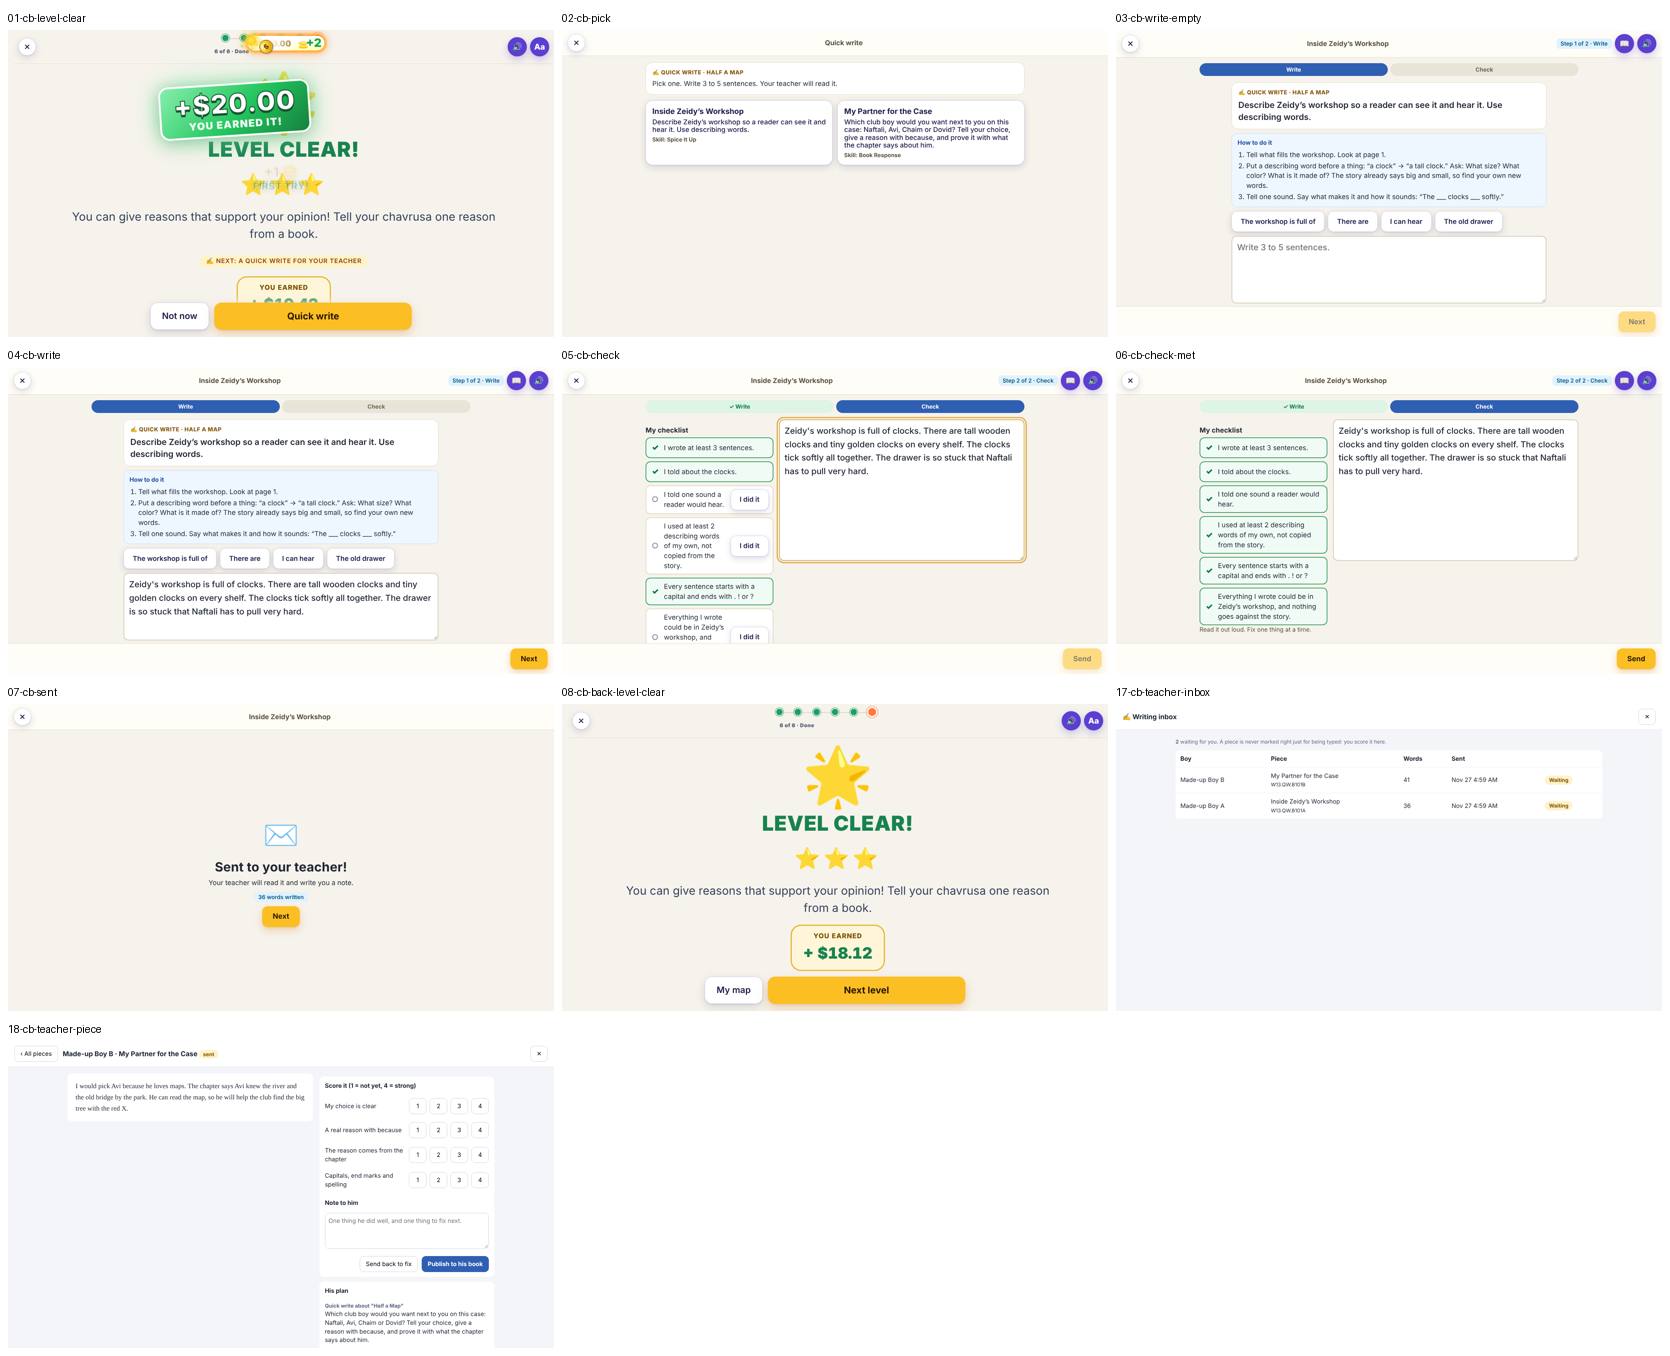 01-cb-level-clear
6 of 6 · Done
.00 +2
Aa
+$20.00
YOU EARNED IT!
LEVEL CLEAR!
FIRST TRY!
You can give reasons that support your opinion! Tell your chavrusa one reason
from a book.
✍ NEXT: A QUICK WRITE FOR YOUR TEACHER
YOU EARNED
Not now
Quick write
02-cb-pick
Quick write
✍ QUICK WRITE · HALF A MAP
Pick one. Write 3 to 5 sentences. Your teacher will read it.
Inside Zeidy's Workshop
Describe Zeidy's workshop so a reader can see it and
hear it. Use describing words.
Skill: Spice It Up
My Partner for the Case
Which club boy would you want next to you on this
case: Naftali, Avi, Chaim or Dovid? Tell your choice,
give a reason with because, and prove it with what
the chapter says about him.
Skill: Book Response
03-cb-write-empty
Inside Zeidy's Workshop
Step 1 of 2 · Write
Write
Check
✍ QUICK WRITE · HALF A MAP
Describe Zeidy's workshop so a reader can see it and hear it. Use
describing words.
How to do it
1. Tell what fills the workshop. Look at page 1.
2. Put a describing word before a thing: “a clock” → “a tall clock.” Ask: What size? What
color? What is it made of? The story already says big and small, so find your own new
words.
3. Tell one sound. Say what makes it and how it sounds: “The ___ clocks ___ softly.”
The workshop is full of
There are
I can hear
The old drawer
Write 3 to 5 sentences.
Next
04-cb-write
Inside Zeidy's Workshop
Step 1 of 2 · Write
Write
Check
✍ QUICK WRITE · HALF A MAP
Describe Zeidy's workshop so a reader can see it and hear it. Use
describing words.
How to do it
1. Tell what fills the workshop. Look at page 1.
2. Put a describing word before a thing: “a clock” → “a tall clock.” Ask: What size? What
color? What is it made of? The story already says big and small, so find your own new
words.
3. Tell one sound. Say what makes it and how it sounds: “The ___ clocks ___ softly.”
The workshop is full of
There are
I can hear
The old drawer
Zeidy's workshop is full of clocks. There are tall wooden clocks and tiny
golden clocks on every shelf. The clocks tick softly all together. The drawer
is so stuck that Naftali has to pull very hard.
Next
05-cb-check
Inside Zeidy's Workshop
Step 2 of 2 · Check
✓ Write
Check
My checklist
✓ I wrote at least 3 sentences.
✓ I told about the clocks.
I told one sound a
reader would hear.
I did it
I used at least 2
describing words
of my own, not
copied from the
story.
I did it
✓ Every sentence starts with a
capital and ends with . ! or ?
Everything I wrote
could be in Zeidy's
workshop, and
I did it
Zeidy's workshop is full of clocks. There are tall wooden
clocks and tiny golden clocks on every shelf. The clocks
tick softly all together. The drawer is so stuck that Naftali
has to pull very hard.
Send
06-cb-check-met
Inside Zeidy's Workshop
Step 2 of 2 · Check
✓ Write
Check
My checklist
✓ I wrote at least 3 sentences.
✓ I told about the clocks.
✓ I told one sound a reader would
hear.
✓ I used at least 2 describing
words of my own, not copied
from the story.
✓ Every sentence starts with a
capital and ends with . ! or ?
✓ Everything I wrote could be in
Zeidy's workshop, and nothing
goes against the story.
Read it out loud. Fix one thing at a time.
Zeidy's workshop is full of clocks. There are tall wooden
clocks and tiny golden clocks on every shelf. The clocks
tick softly all together. The drawer is so stuck that Naftali
has to pull very hard.
Send
07-cb-sent
Inside Zeidy's Workshop
Sent to your teacher!
Your teacher will read it and write you a note.
36 words written
Next
08-cb-back-level-clear
6 of 6 · Done
Aa
LEVEL CLEAR!
You can give reasons that support your opinion! Tell your chavrusa one reason
from a book.
YOU EARNED
+ $18.12
My map
Next level
17-cb-teacher-inbox
✍ Writing inbox
2 waiting for you. A piece is never marked right just for being typed: you score it here.
Boy Piece Words Sent
Made-up Boy B My Partner for the Case 41 Nov 27 4:59 AM Waiting
W13.QW.B101B
Made-up Boy A Inside Zeidy's Workshop 36 Nov 27 4:59 AM Waiting
W13.QW.B101A
18-cb-teacher-piece
‹ All pieces
Made-up Boy B · My Partner for the Case sent
I would pick Avi because he loves maps. The chapter says Avi knew the river and
the old bridge by the park. He can read the map, so he will help the club find the big
tree with the red X.
Score it (1 = not yet, 4 = strong)
My choice is clear 1 2 3 4
A real reason with because 1 2 3 4
The reason comes from the
chapter 1 2 3 4
Capitals, end marks and
spelling 1 2 3 4
Note to him
One thing he did well, and one thing to fix next.
Send back to fix
Publish to his book
His plan
Quick write about "Half a Map"
Which club boy would you want next to you on this case:
Naftali, Avi, Chaim or Dovid? Tell your choice, give a
reason with because, and prove it with what the chapter
says about him.